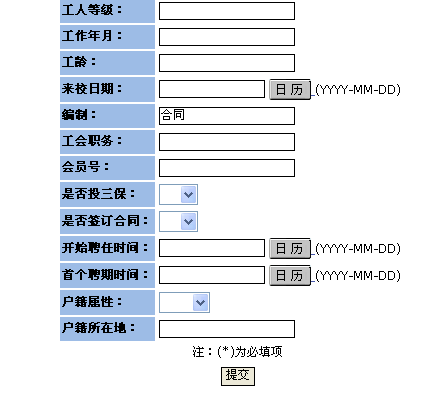 工人等级：
工作年月：
工龄：
来校日期： 日 历 (YYYY-MM-DD)
编制： 合同
工会职务：
会员号：
是否投三保：
是否签订合同：
开始聘任时间： 日 历 (YYYY-MM-DD)
首个聘期时间： 日 历 (YYYY-MM-DD)
户籍属性：
户籍所在地：
注：(*)为必填项
提交